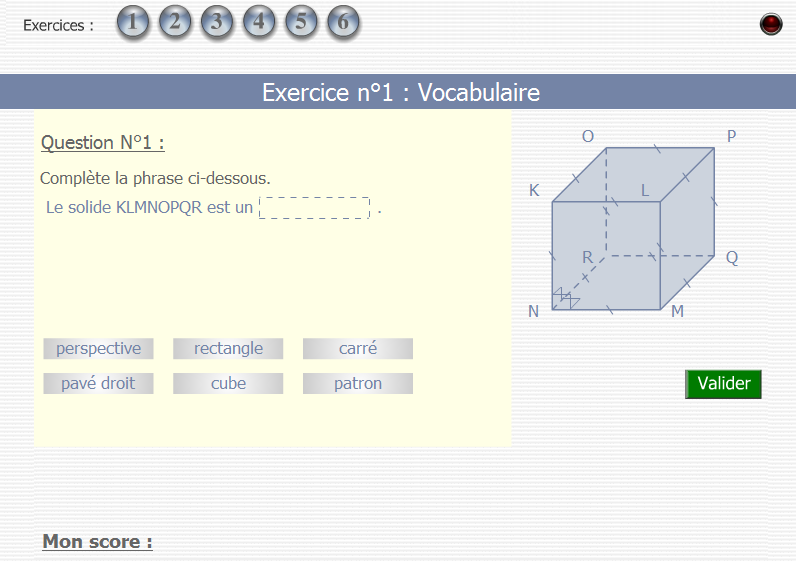 Exercices : 1 2 3 4 5 6
Exercice n°1 : Vocabulaire
Question N°1 :
Complète la phrase ci-dessous.
Le solide KLMNOPQR est un .
perspective rectangle carré
pavé droit cube patron
O P
K L
R Q
N M
Valider
Mon score :